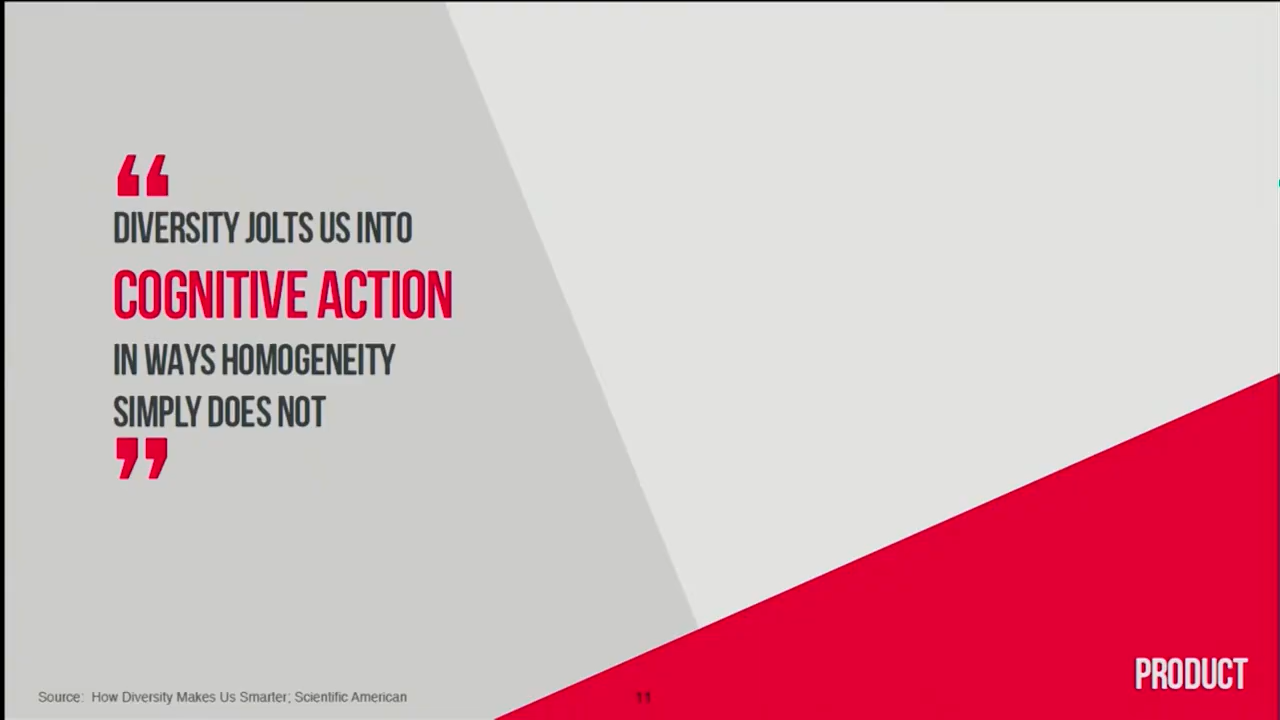 “
DIVERSITY JOLTS US INTO
COGNITIVE ACTION
IN WAYS HOMOGENEITY
SIMPLY DOES NOT
”
Source: How Diversity Makes Us Smarter; Scientific American
11
PRODUCT